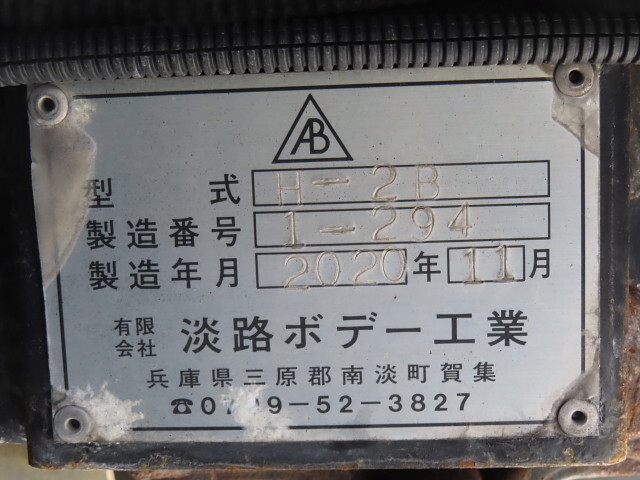 AB
型式 H-2B
製造番号 1-294
製造年月 2020年11月
有限会社 淡路ボデー工業
兵庫県三原郡南淡町賀集
☎0799-52-3827